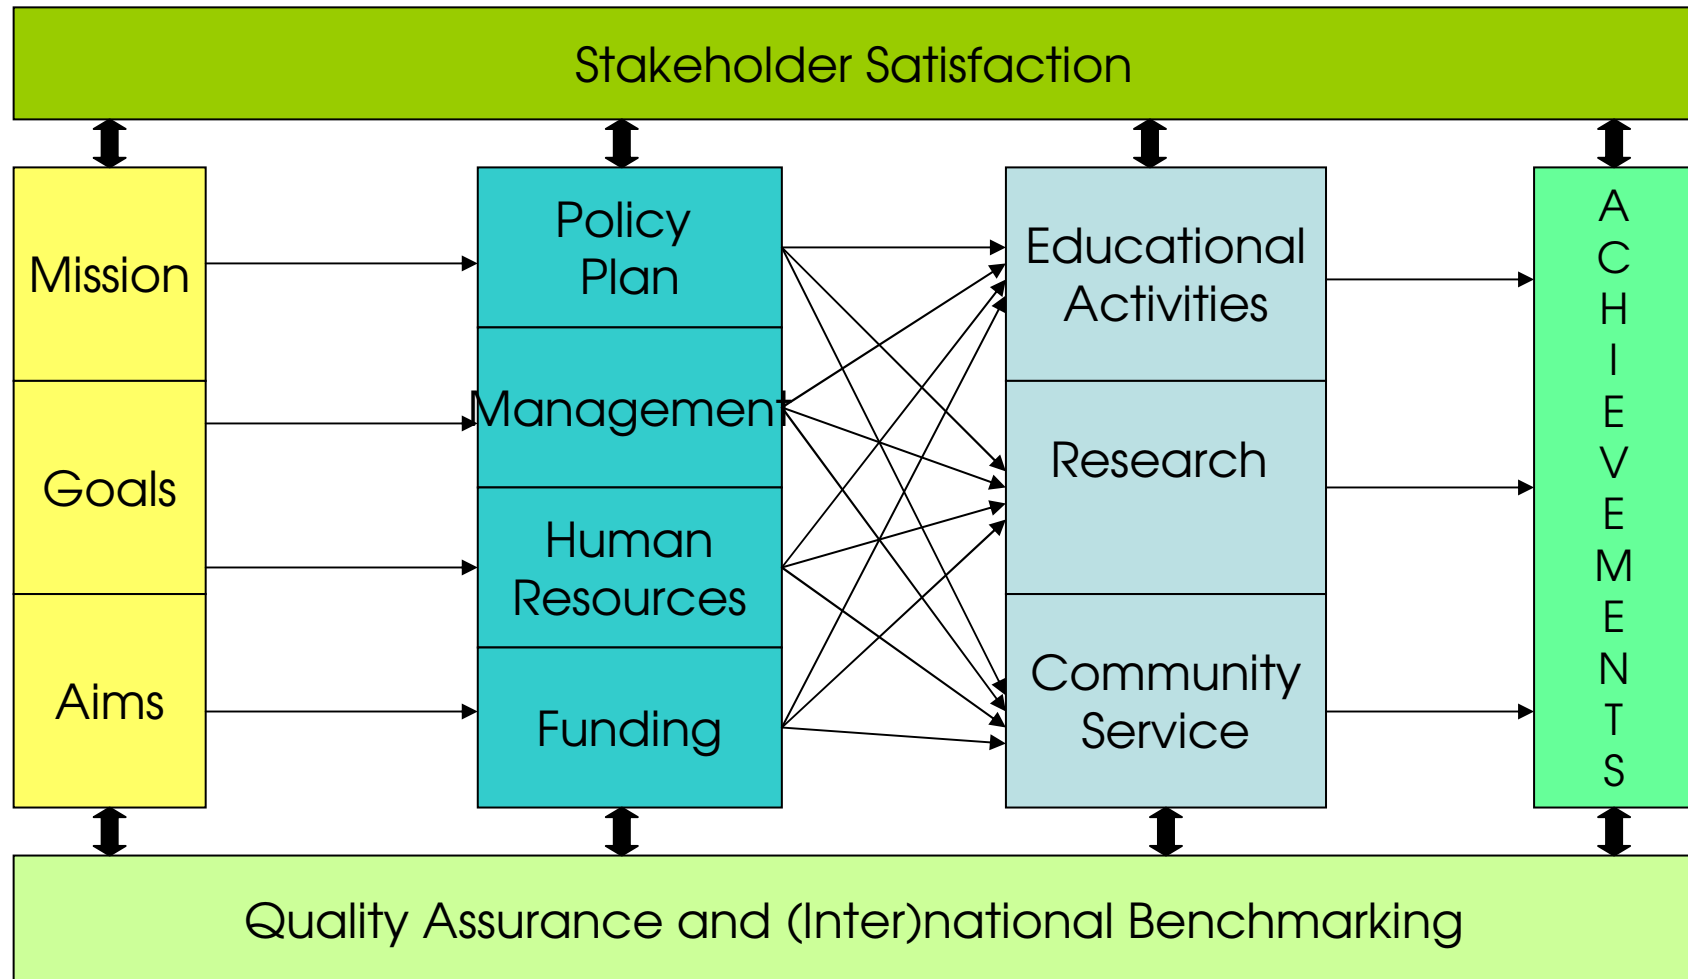 Stakeholder Satisfaction
Mission
Goals
Aims
Policy
Plan
Management
Human
Resources
Funding
Educational
Activities
Research
Community
Service
A
C
H
I
E
V
E
M
E
N
T
S
Quality Assurance and (Inter)national Benchmarking